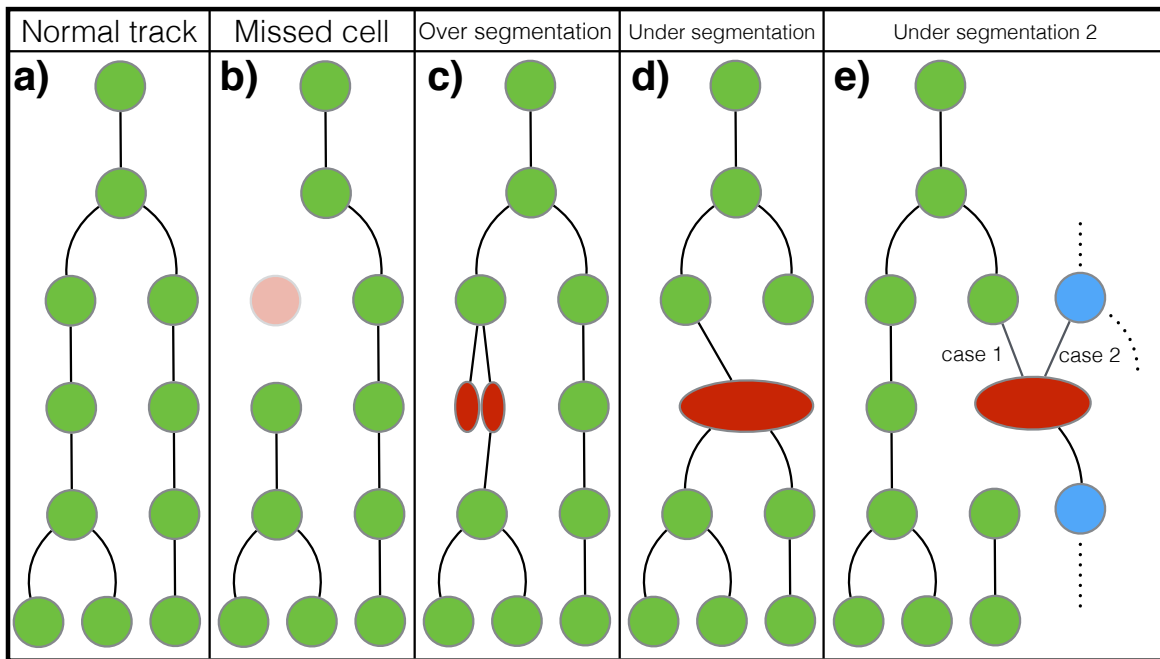 Normal track
Missed cell
Over segmentation
Under segmentation
Under segmentation 2
a)
b)
c)
d)
e)
case 1
case 2